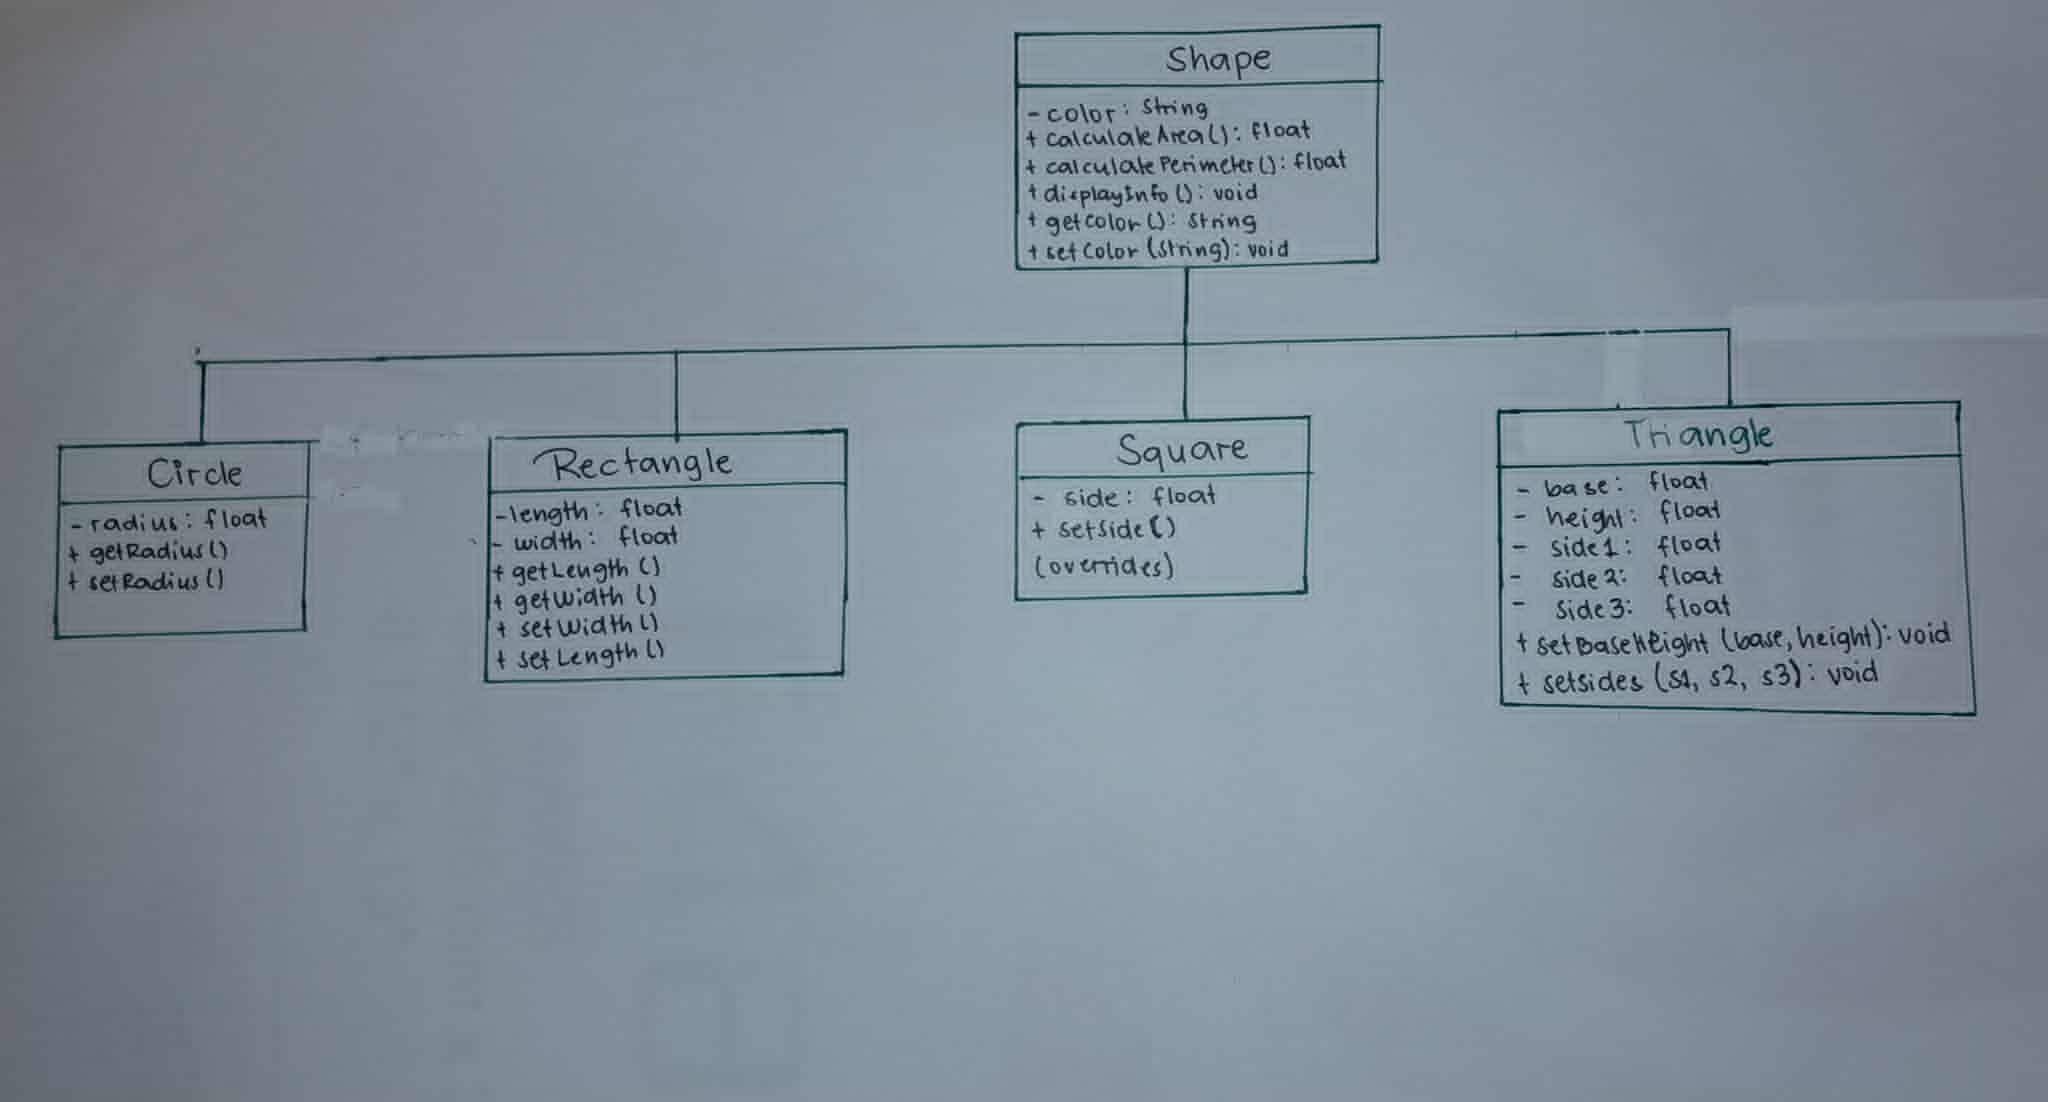 Shape
- color: String
+ calculateArea(): float
+ calculatePerimeter(): float
+ displayInfo(): void
+ getColor(): String
+ setColor (String): void
Circle
- radius: float
+ getRadius()
+ setRadius()
Rectangle
- length: float
- width: float
+ getLength ()
+ getWidth ()
+ setWidth()
+ setLength()
Square
- side: float
+ setSide()
(overrides)
Triangle
- base: float
- height: float
- side1: float
- side2: float
- side3: float
+ setBaseHeight (base, height): void
+ setsides (s1, s2, s3): void